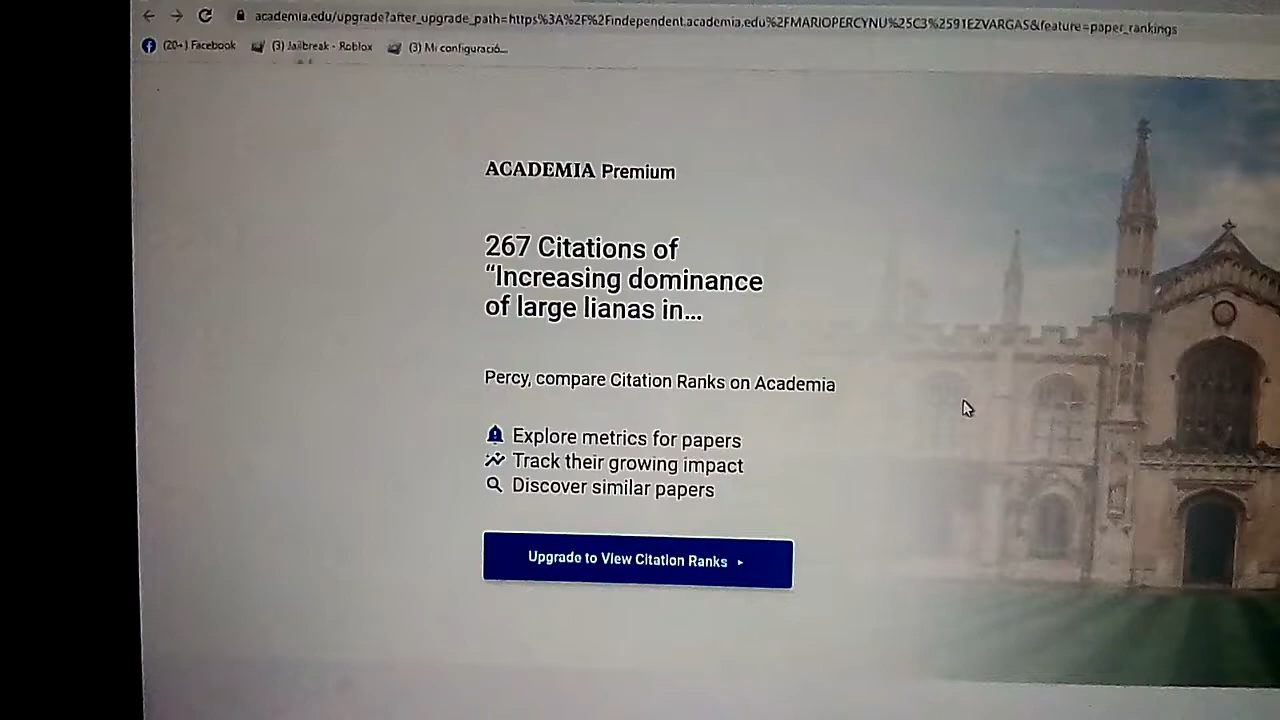 academia.edu/upgrade?after_upgrade_path=https%3A%2F%2Findependent.academia.edu%2FMARIOPERCYNU%25C3%2591EZVARGAS&feature=paper_rankings
(20+) Facebook (3) Jailbreak - Roblox (3) Mi configuració...
ACADEMIA Premium
267 Citations of
“Increasing dominance
of large lianas in...
Percy, compare Citation Ranks on Academia
Explore metrics for papers
Track their growing impact
Discover similar papers
Upgrade to View Citation Ranks